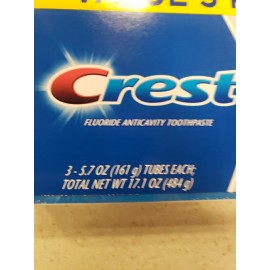 Crest
FLUORIDE ANTICAVITY TOOTHPASTE
3 - 5.7 OZ (161 g) TUBES EACH;
TOTAL NET WT 17.1 OZ (484 g)